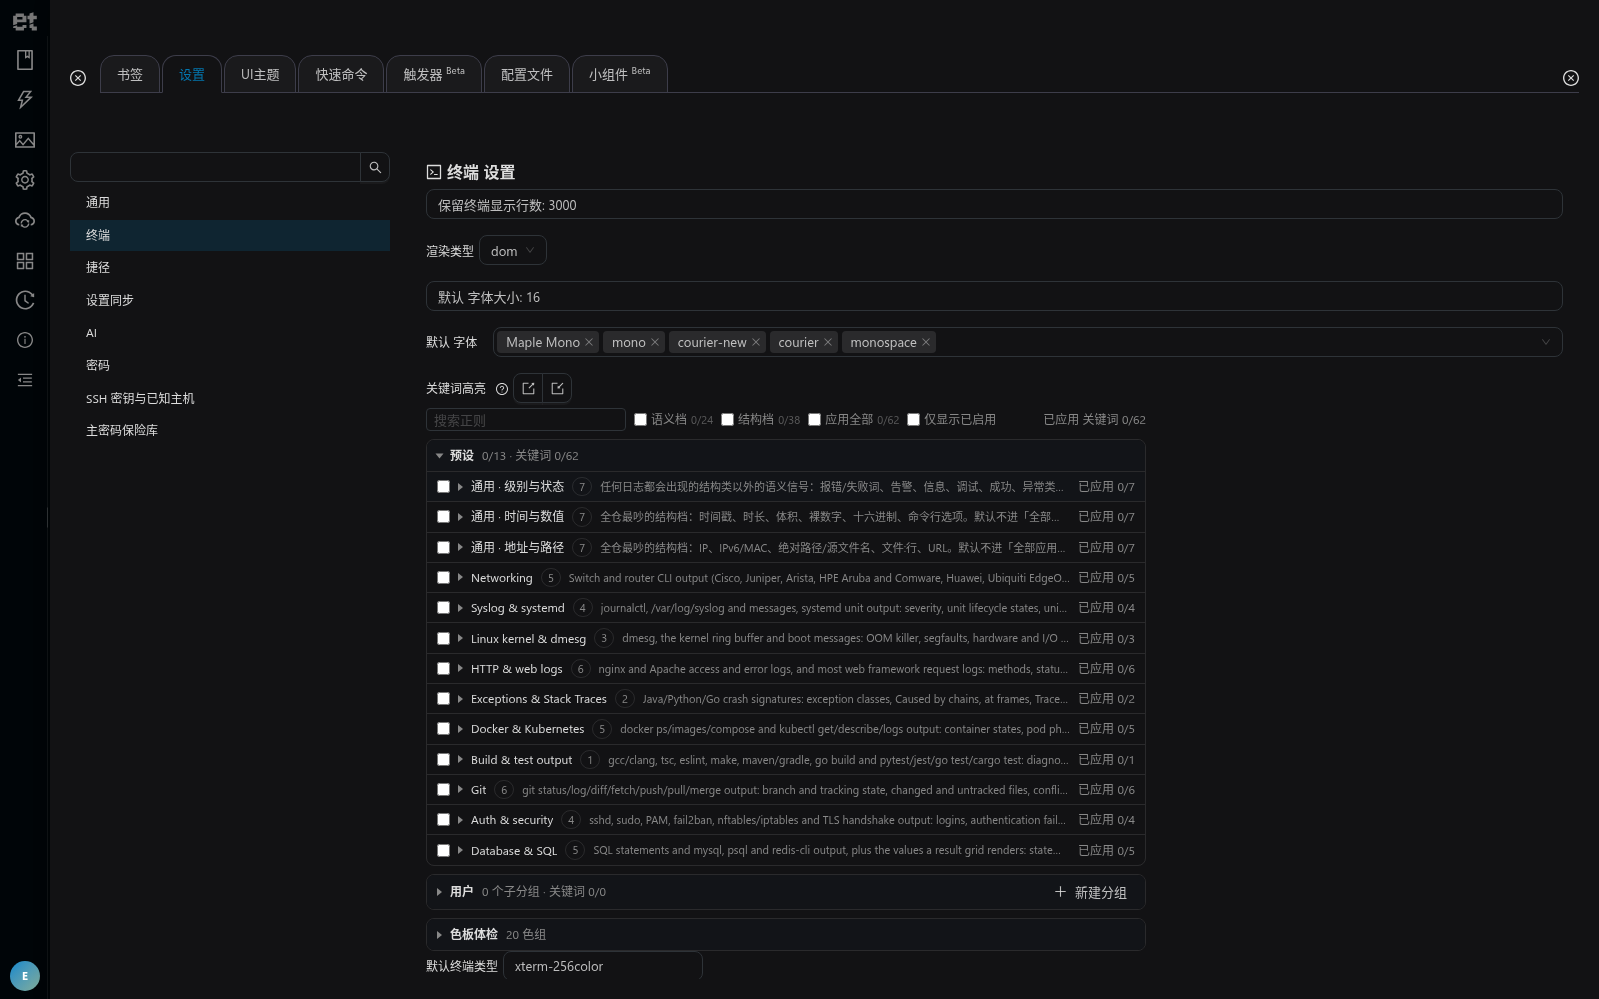 et
书签 设置 UI主题 快速命令 触发器 Beta 配置文件 小组件 Beta
通用
终端
捷径
设置同步
AI
密码
SSH 密钥与已知主机
主密码保险库
E
终端 设置
保留终端显示行数: 3000
渲染类型 dom
默认 字体大小: 16
默认 字体 Maple Mono mono courier-new courier monospace
关键词高亮
搜索正则 语义档 0/24 结构档 0/38 应用全部 0/62 仅显示已启用 已应用 关键词 0/62
预设 0/13 · 关键词 0/62
通用 · 级别与状态 7 任何日志都会出现的结构类以外的语义信号：报错/失败词、告警、信息、调试、成功、异常类... 已应用 0/7
通用 · 时间与数值 7 全仓最吵的结构档：时间戳、时长、体积、裸数字、十六进制、命令行选项。默认不进「全部... 已应用 0/7
通用 · 地址与路径 7 全仓最吵的结构档：IP、IPv6/MAC、绝对路径/源文件名、文件:行、URL。默认不进「全部应用... 已应用 0/7
Networking 5 Switch and router CLI output (Cisco, Juniper, Arista, HPE Aruba and Comware, Huawei, Ubiquiti EdgeO... 已应用 0/5
Syslog & systemd 4 journalctl, /var/log/syslog and messages, systemd unit output: severity, unit lifecycle states, uni... 已应用 0/4
Linux kernel & dmesg 3 dmesg, the kernel ring buffer and boot messages: OOM killer, segfaults, hardware and I/O ... 已应用 0/3
HTTP & web logs 6 nginx and Apache access and error logs, and most web framework request logs: methods, statu... 已应用 0/6
Exceptions & Stack Traces 2 Java/Python/Go crash signatures: exception classes, Caused by chains, at frames, Trace... 已应用 0/2
Docker & Kubernetes 5 docker ps/images/compose and kubectl get/describe/logs output: container states, pod ph... 已应用 0/5
Build & test output 1 gcc/clang, tsc, eslint, make, maven/gradle, go build and pytest/jest/go test/cargo test: diagno... 已应用 0/1
Git 6 git status/log/diff/fetch/push/pull/merge output: branch and tracking state, changed and untracked files, confli... 已应用 0/6
Auth & security 4 sshd, sudo, PAM, fail2ban, nftables/iptables and TLS handshake output: logins, authentication fail... 已应用 0/4
Database & SQL 5 SQL statements and mysql, psql and redis-cli output, plus the values a result grid renders: state... 已应用 0/5
用户 0 个子分组 · 关键词 0/0 新建分组
色板体检 20 色组
默认终端类型 xterm-256color